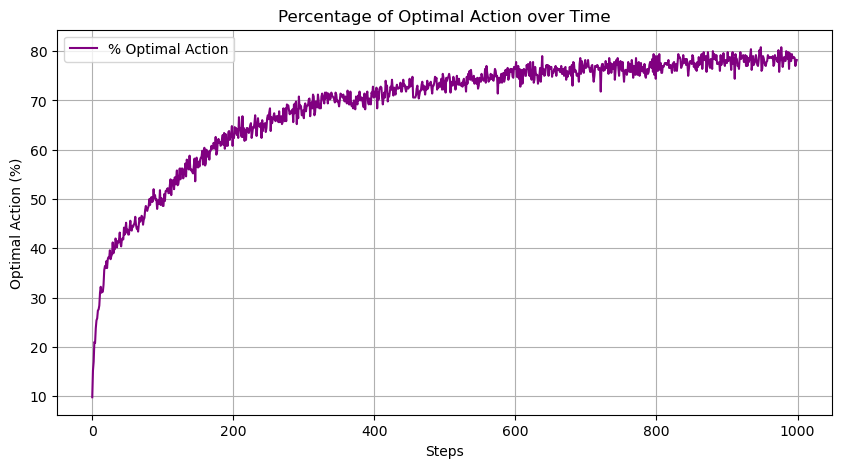 Percentage of Optimal Action over Time
% Optimal Action
Optimal Action (%)
80
70
60
50
40
30
20
10
0 200 400 600 800 1000
Steps